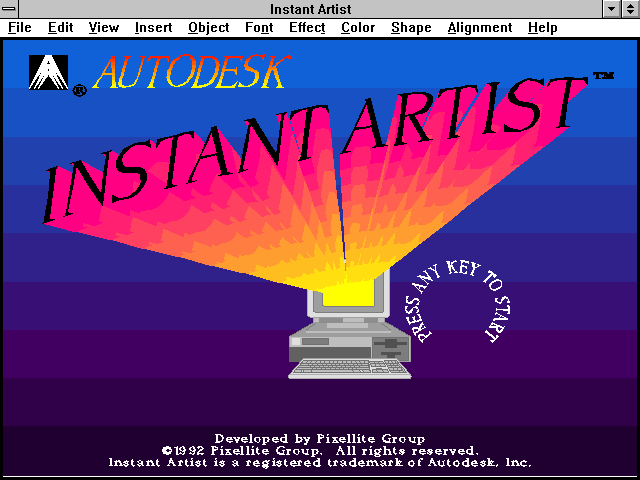 Instant Artist
File Edit View Insert Object Font Effect Color Shape Alignment Help
® AUTODESK
INSTANT ARTIST™
PRESS ANY KEY TO START
Developed by Pixellite Group
©1992 Pixellite Group. All rights reserved.
Instant Artist is a registered trademark of Autodesk, Inc.